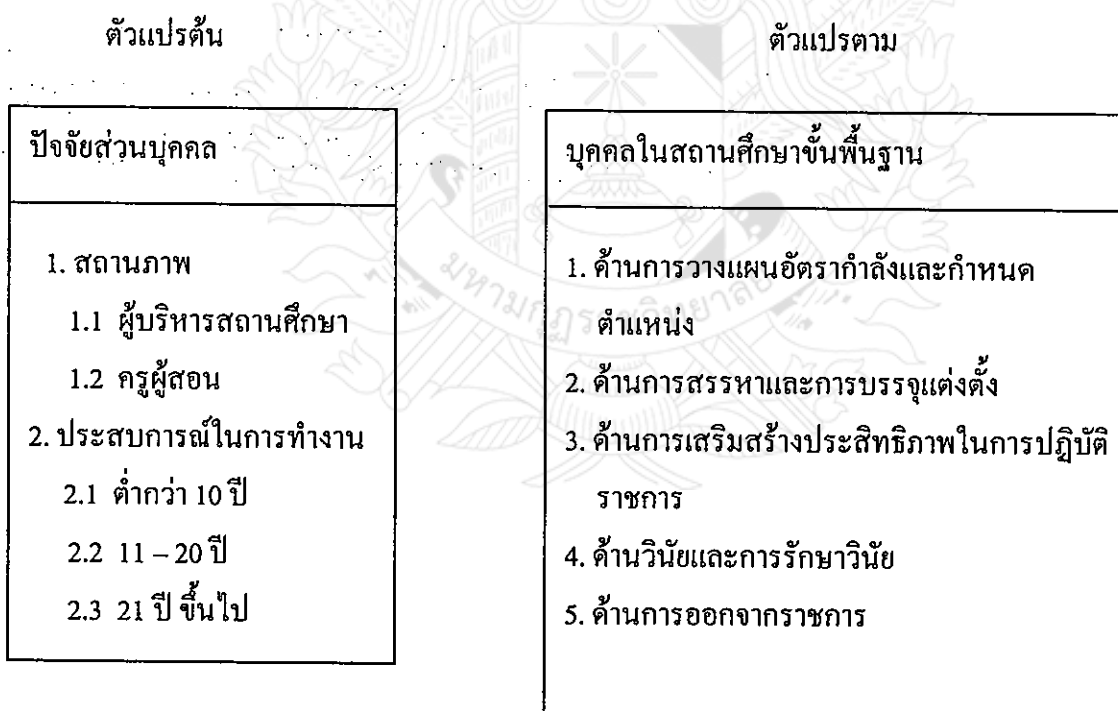 ตัวแปรต้น
ปัจจัยส่วนบุคคล
1. สถานภาพ
1.1 ผู้บริหารสถานศึกษา
1.2 ครูผู้สอน
2. ประสบการณ์ในการทำงาน
2.1 ต่ำกว่า 10 ปี
2.2 11 – 20 ปี
2.3 21 ปี ขึ้นไป
ตัวแปรตาม
บุคคลในสถานศึกษาขั้นพื้นฐาน
1. ด้านการวางแผนอัตรากำลังและกำหนด
ตำแหน่ง
2. ด้านการสรรหาและการบรรจุแต่งตั้ง
3. ด้านการเสริมสร้างประสิทธิภาพในการปฏิบัติ
ราชการ
4. ด้านวินัยและการรักษาวินัย
5. ด้านการออกจากราชการ